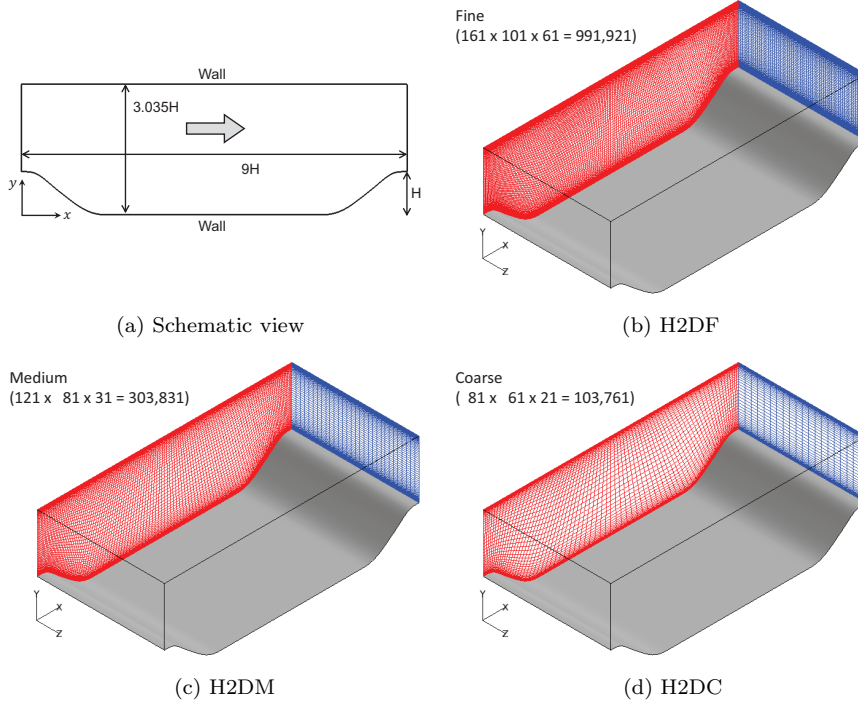 Wall
3.035H
9H
H
y
x
Wall
(a) Schematic view
Fine
(161 x 101 x 61 = 991,921)
Y
X
Z
(b) H2DF
Medium
(121 x 81 x 31 = 303,831)
Y
X
Z
(c) H2DM
Coarse
( 81 x 61 x 21 = 103,761)
Y
X
Z
(d) H2DC